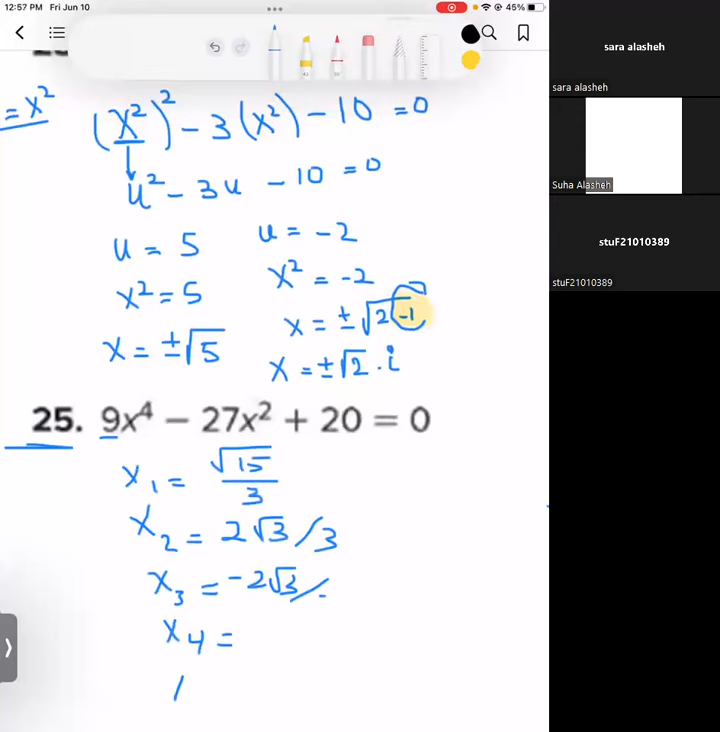 12:57 PM Fri Jun 10
45%
= x²
(x²)² - 3(x²) - 10 = 0
u² - 3u - 10 = 0
u = 5
u = -2
x² = 5
x² = -2
x = ±√5
x = ±√2(-1
x = ±√2 · i
25. 9x⁴ − 27x² + 20 = 0
x₁ = √15/3
x₂ = 2√3/3
x₃ = -2√3/
x₄ =
sara alasheh
sara alasheh
Suha Alasheh
stuF21010389
stuF21010389